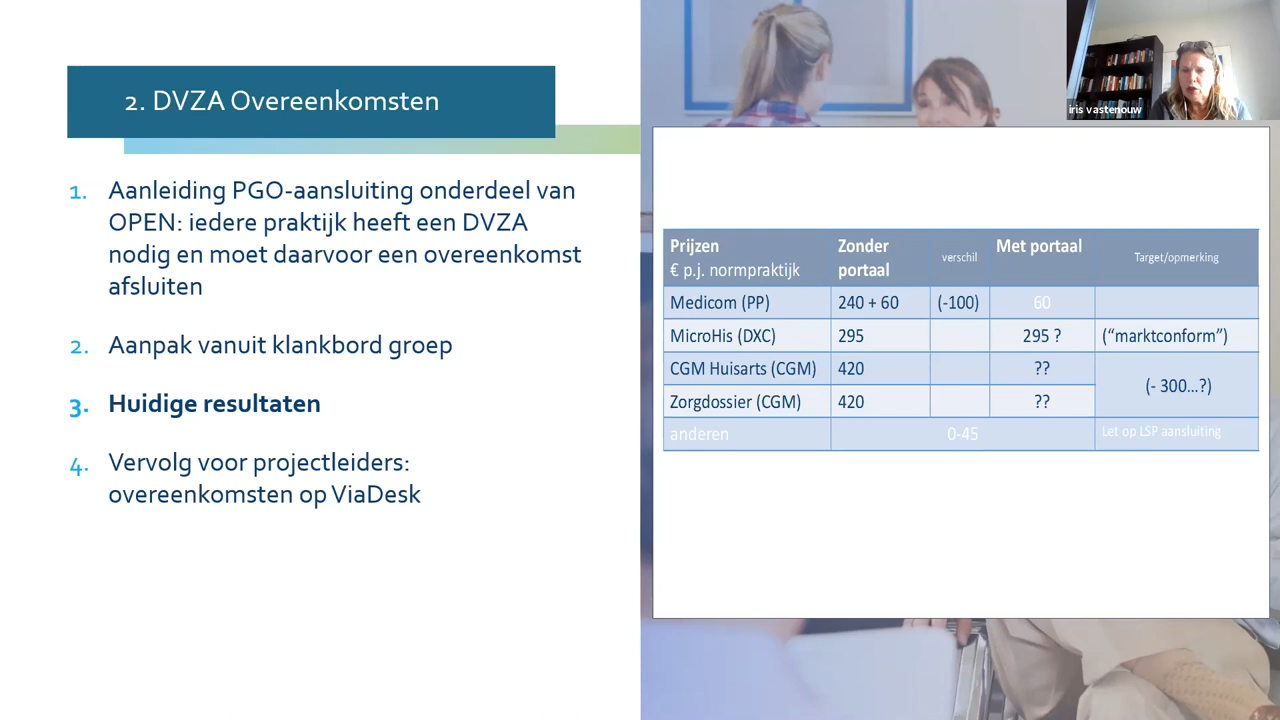 2. DVZA Overeenkomsten
1. Aanleiding PGO-aansluiting onderdeel van
OPEN: iedere praktijk heeft een DVZA
nodig en moet daarvoor een overeenkomst
afsluiten
2. Aanpak vanuit klankbord groep
3. Huidige resultaten
4. Vervolg voor projectleiders:
overeenkomsten op ViaDesk
iris vastenouw
Prijzen
€ p.j. normpraktijk
Zonder
portaal
verschil
Met portaal
Target/opmerking
Medicom (PP) 240 + 60 (-100) 60
MicroHis (DXC) 295 295 ? (“marktconform”)
CGM Huisarts (CGM) 420 ??
(- 300...?)
Zorgdossier (CGM) 420 ??
anderen 0-45 Let op LSP aansluiting